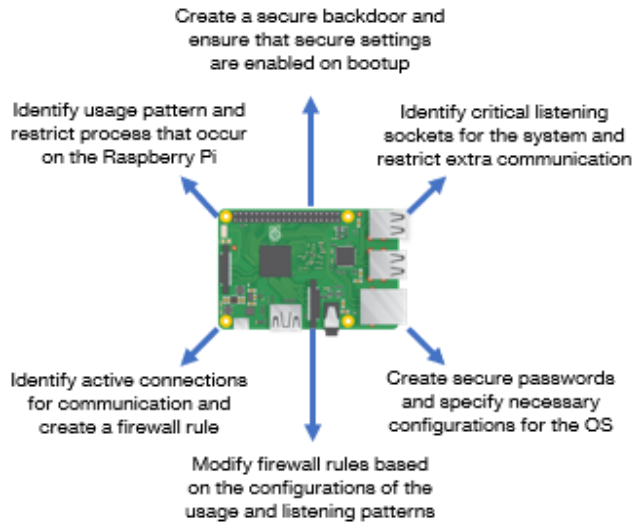 Create a secure backdoor and
ensure that secure settings
are enabled on bootup
Identify usage pattern and
restrict process that occur
on the Raspberry Pi
Identify critical listening
sockets for the system and
restrict extra communication
Identify active connections
for communication and
create a firewall rule
Create secure passwords
and specify necessary
configurations for the OS
Modify firewall rules based
on the configurations of the
usage and listening patterns